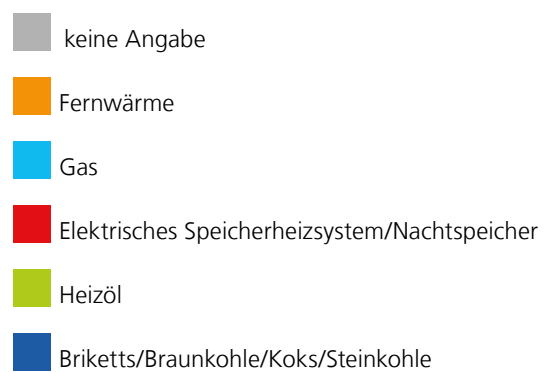 keine Angabe
Fernwärme
Gas
Elektrisches Speicherheizsystem/Nachtspeicher
Heizöl
Briketts/Braunkohle/Koks/Steinkohle